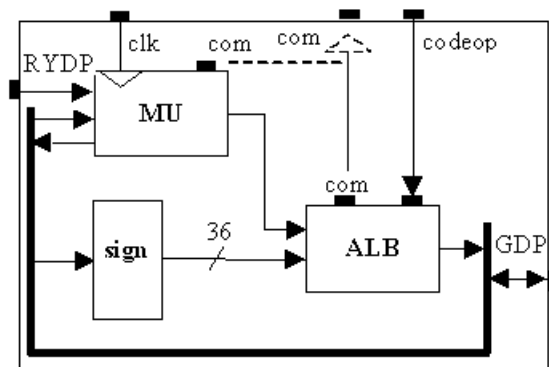 clk
com
com
codeop
RYDP
MU
com
sign
36
ALB
GDP